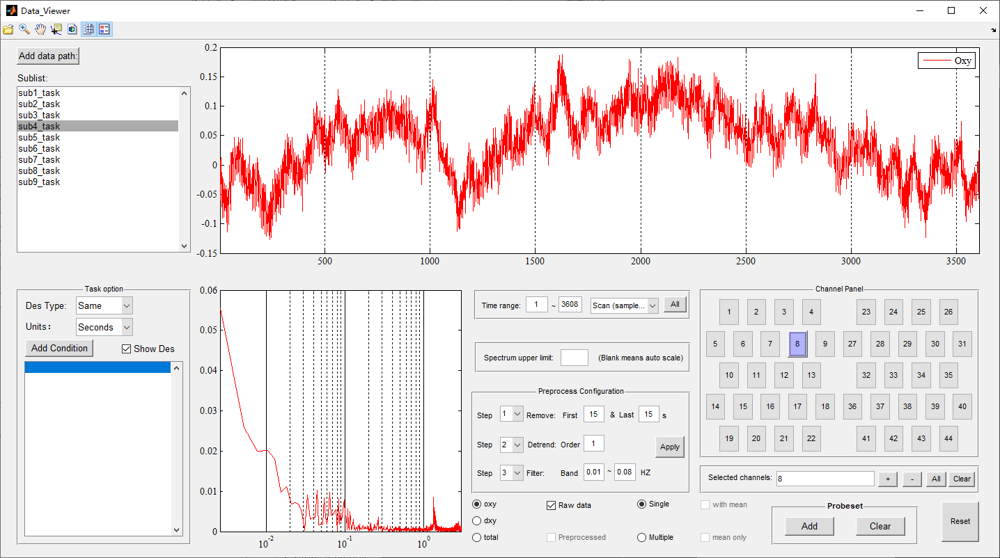 Data_Viewer
Add data path:
Sublist:
sub1_task
sub2_task
sub3_task
sub4_task
sub5_task
sub6_task
sub7_task
sub8_task
sub9_task
0.2
0.15
0.1
0.05
0
-0.05
-0.1
-0.15
500 1000 1500 2000 2500 3000 3500
Oxy
Task option
Des Type: Same
Units: Seconds
Add Condition Show Des
0.06
0.05
0.04
0.03
0.02
0.01
0
10-2 10-1 100
Time range: 1 ~ 3608 Scan (sample... All
Spectrum upper limit: (Blank means auto scale)
Preprocess Configuration
Step 1 Remove: First 15 & Last 15 s
Step 2 Detrend: Order 1
Apply
Step 3 Filter: Band 0.01 ~ 0.08 HZ
oxy Raw data Single with mean
dxy
total Preprocessed Multiple mean only
Channel Panel
1 2 3 4 23 24 25 26
5 6 7 8 9 27 28 29 30 31
10 11 12 13 32 33 34 35
14 15 16 17 18 36 37 38 39 40
19 20 21 22 41 42 43 44
Selected channels: 8 + - All Clear
Probeset
Add Clear
Reset